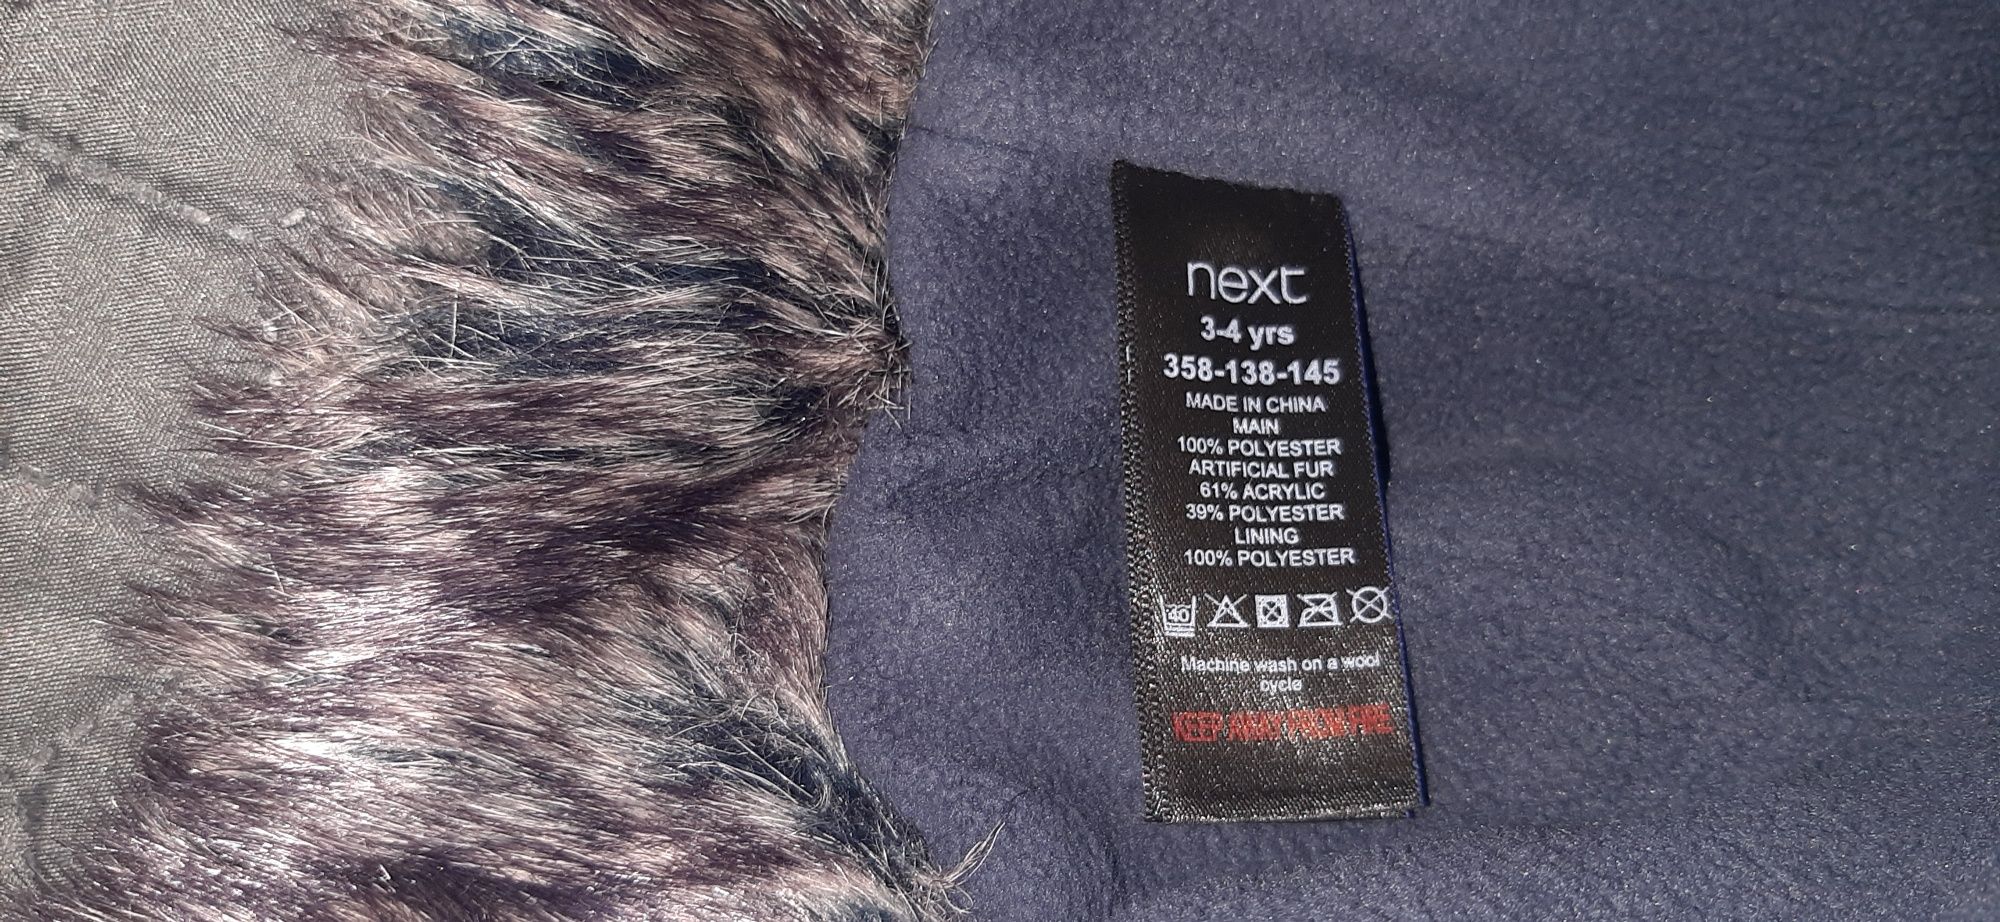 next
3-4 yrs
358-138-145
MADE IN CHINA
MAIN
100% POLYESTER
ARTIFICIAL FUR
61% ACRYLIC
39% POLYESTER
LINING
100% POLYESTER
40
Machine wash on a wool
cycle
KEEP AWAY FROM FIRE